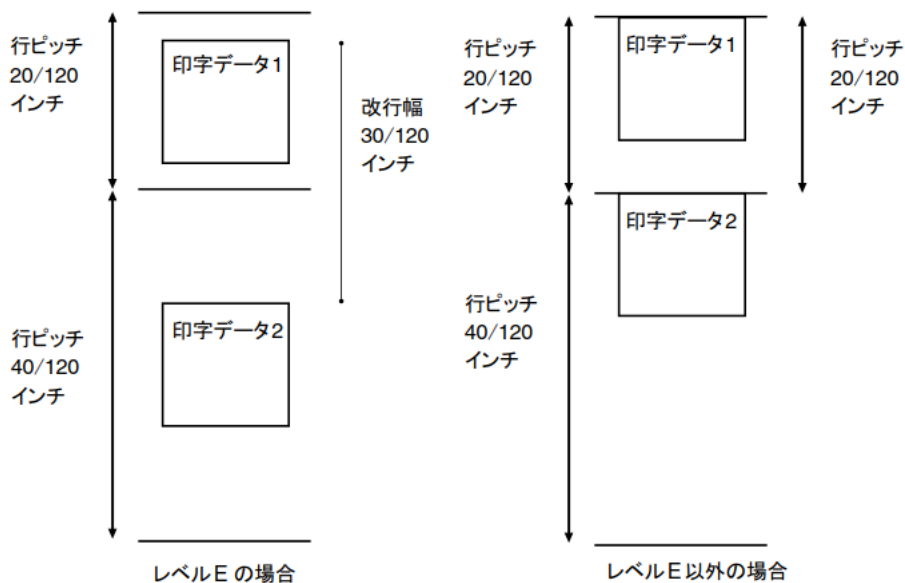 行ピッチ
20/120
インチ
印字データ1
改行幅
30/120
インチ
行ピッチ
40/120
インチ
印字データ2
レベルE の場合
行ピッチ
20/120
インチ
印字データ1
行ピッチ
20/120
インチ
印字データ2
行ピッチ
40/120
インチ
レベルE以外の場合